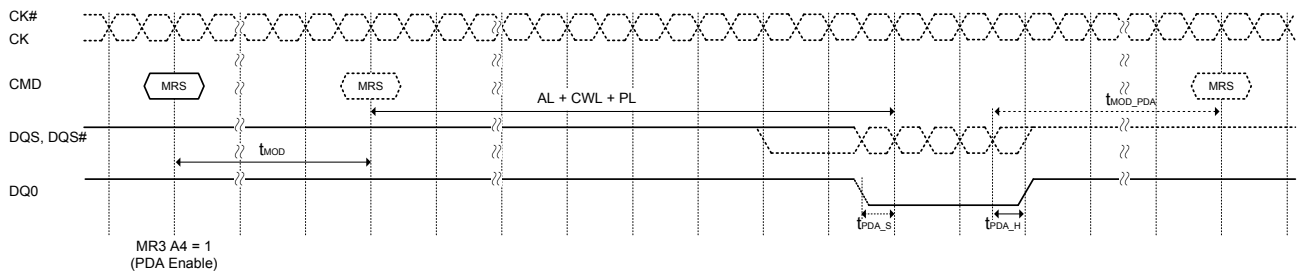 CK#
CK
CMD
MRS
MRS
MRS
AL + CWL + PL
tMOD_PDA
DQS, DQS#
tMOD
DQ0
tPDA_S
tPDA_H
MR3 A4 = 1
(PDA Enable)